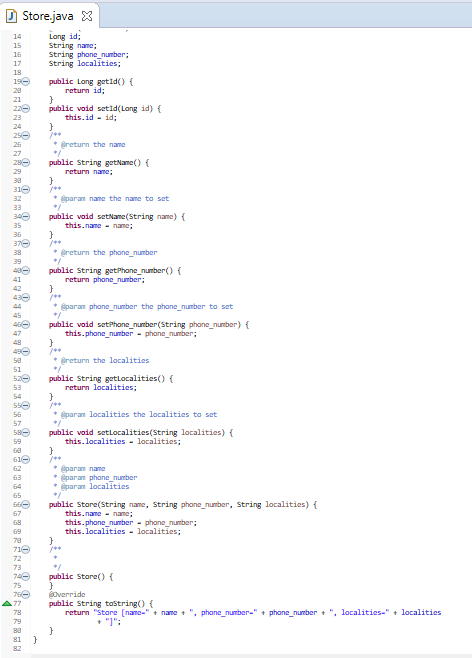 Store.java
14 Long id;
15 String name;
16 String phone_number;
17 String localities;
18
19 public Long getId() {
20 return id;
21 }
22 public void setId(Long id) {
23 this.id = id;
24 }
25 /**
26 * @return the name
27 */
28 public String getName() {
29 return name;
30 }
31 /**
32 * @param name the name to set
33 */
34 public void setName(String name) {
35 this.name = name;
36 }
37 /**
38 * @return the phone_number
39 */
40 public String getPhone_number() {
41 return phone_number;
42 }
43 /**
44 * @param phone_number the phone_number to set
45 */
46 public void setPhone_number(String phone_number) {
47 this.phone_number = phone_number;
48 }
49 /**
50 * @return the localities
51 */
52 public String getLocalities() {
53 return localities;
54 }
55 /**
56 * @param localities the localities to set
57 */
58 public void setLocalities(String localities) {
59 this.localities = localities;
60 }
61 /**
62 * @param name
63 * @param phone_number
64 * @param localities
65 */
66 public Store(String name, String phone_number, String localities) {
67 this.name = name;
68 this.phone_number = phone_number;
69 this.localities = localities;
70 }
71 /**
72 *
73 */
74 public Store() {
75 }
76 @Override
77 public String toString() {
78 return "Store [name=" + name + ", phone_number=" + phone_number + ", localities=" + localities
79 + "]";
80 }
81 }
82